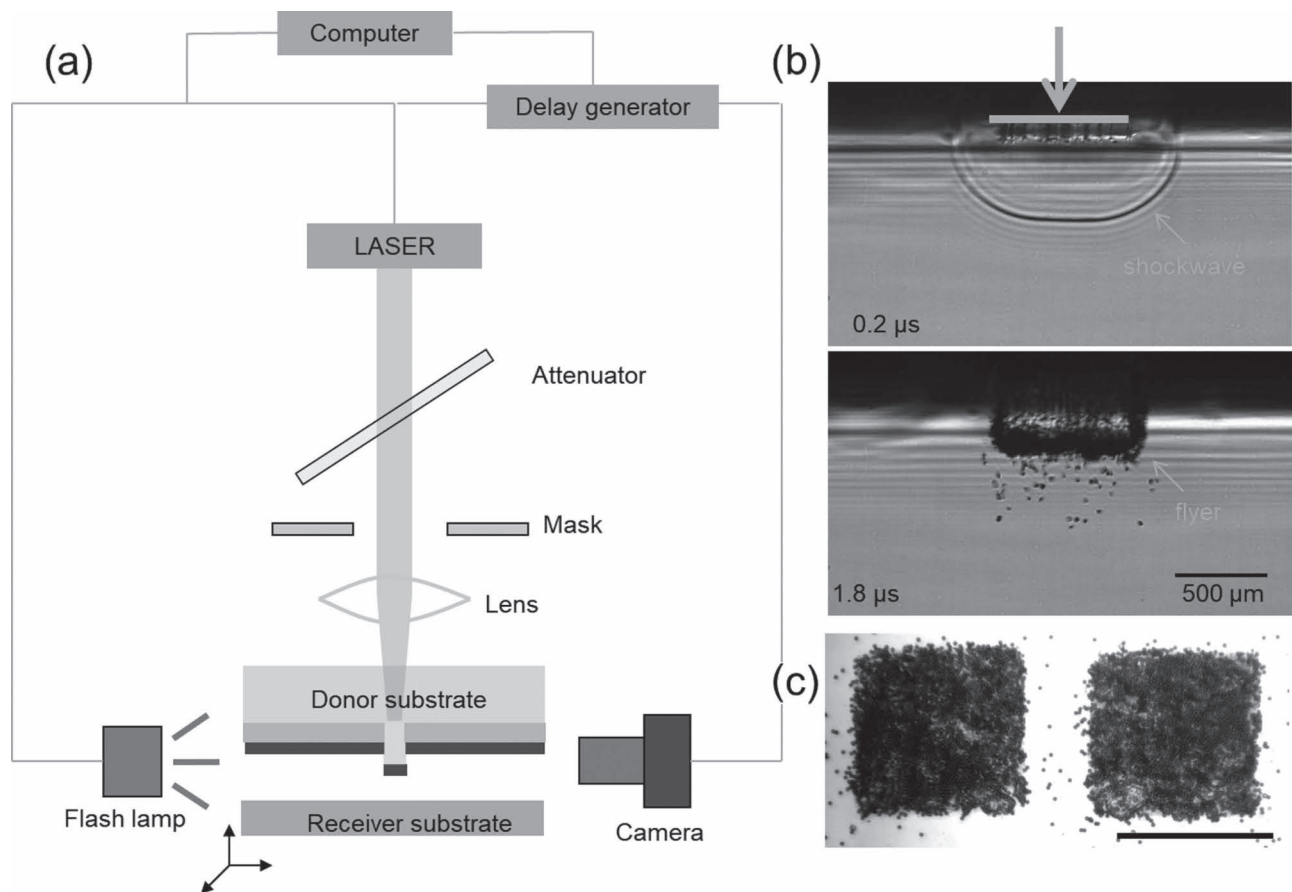 (a)
Computer
Delay generator
LASER
Attenuator
Mask
Lens
Donor substrate
Flash lamp
Receiver substrate
Camera
(b)
shockwave
0.2 µs
flyer
1.8 µs
500 µm
(c)